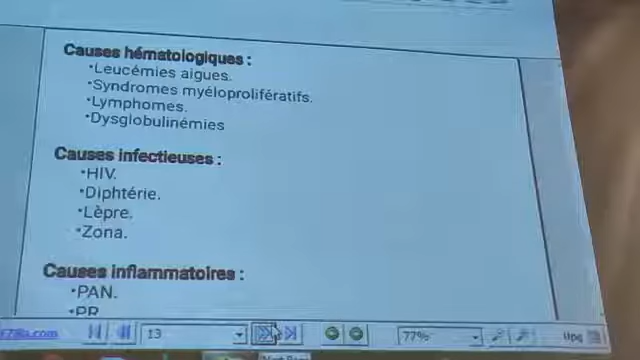 Causes hématologiques :
•Leucémies aigues.
•Syndromes myéloprolifératifs.
•Lymphomes.
•Dysglobulinémies
Causes infectieuses :
•HIV.
•Diphtérie.
•Lèpre.
•Zona.
Causes inflammatoires :
•PAN.
•PR
13
77%